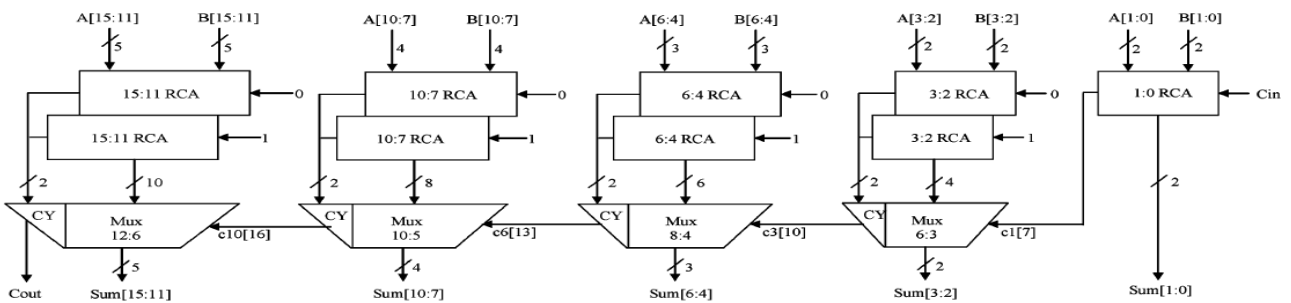 A[15:11] B[15:11] A[10:7] B[10:7] A[6:4] B[6:4] A[3:2] B[3:2] A[1:0] B[1:0]
5 5 4 4 3 3 2 2 2 2
15:11 RCA 0 10:7 RCA 0 6:4 RCA 0 3:2 RCA 0 1:0 RCA Cin
15:11 RCA 1 10:7 RCA 1 6:4 RCA 1 3:2 RCA 1
2 10 2 8 2 6 2 4 2
CY Mux CY Mux CY Mux CY Mux
12:6 c10[16] 10:5 c6[13] 8:4 c3[10] 6:3 c1[7]
5 4 3 2
Cout Sum[15:11] Sum[10:7] Sum[6:4] Sum[3:2] Sum[1:0]